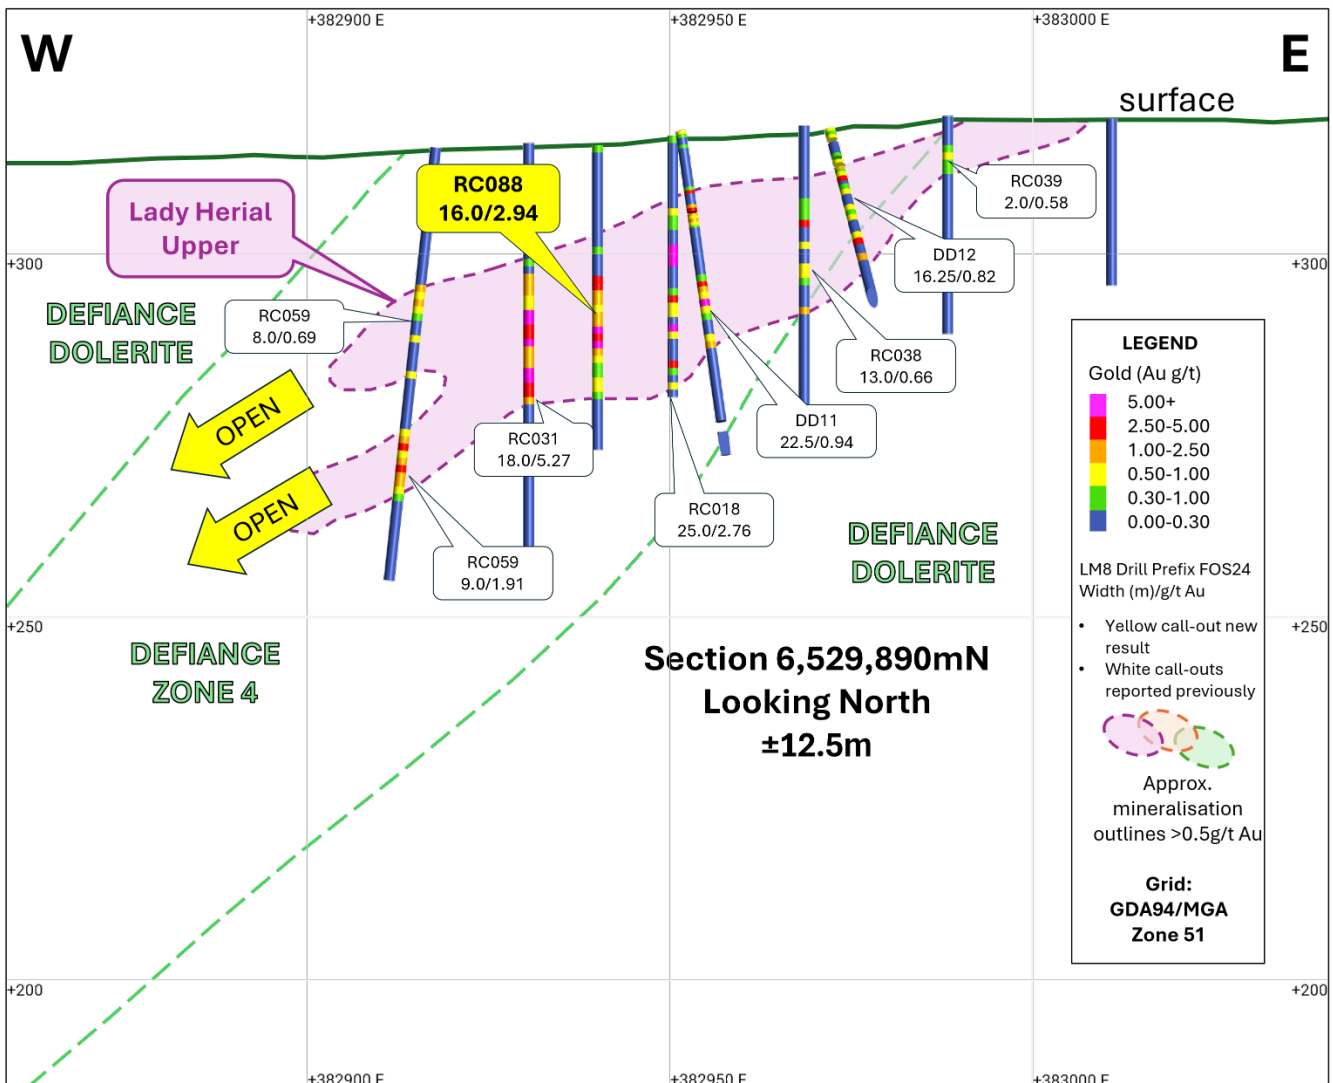 +382900 E
+382950 E
+383000 E
W
E
surface
RC088
16.0/2.94
RC039
2.0/0.58
Lady Herial
Upper
DD12
16.25/0.82
+300
+300
DEFIANCE
DOLERITE
RC059
8.0/0.69
RC038
13.0/0.66
LEGEND
Gold (Au g/t)
5.00+
2.50-5.00
1.00-2.50
0.50-1.00
0.30-1.00
0.00-0.30
OPEN
DD11
22.5/0.94
RC031
18.0/5.27
OPEN
RC018
25.0/2.76
DEFIANCE
DOLERITE
RC059
9.0/1.91
LM8 Drill Prefix FOS24
Width (m)/g/t Au
• Yellow call-out new
result
• White call-outs
reported previously
+250
+250
DEFIANCE
ZONE 4
Section 6,529,890mN
Looking North
±12.5m
Approx.
mineralisation
outlines >0.5g/t Au
Grid:
GDA94/MGA
Zone 51
+200
+200
+382900 E
+382950 E
+383000 E